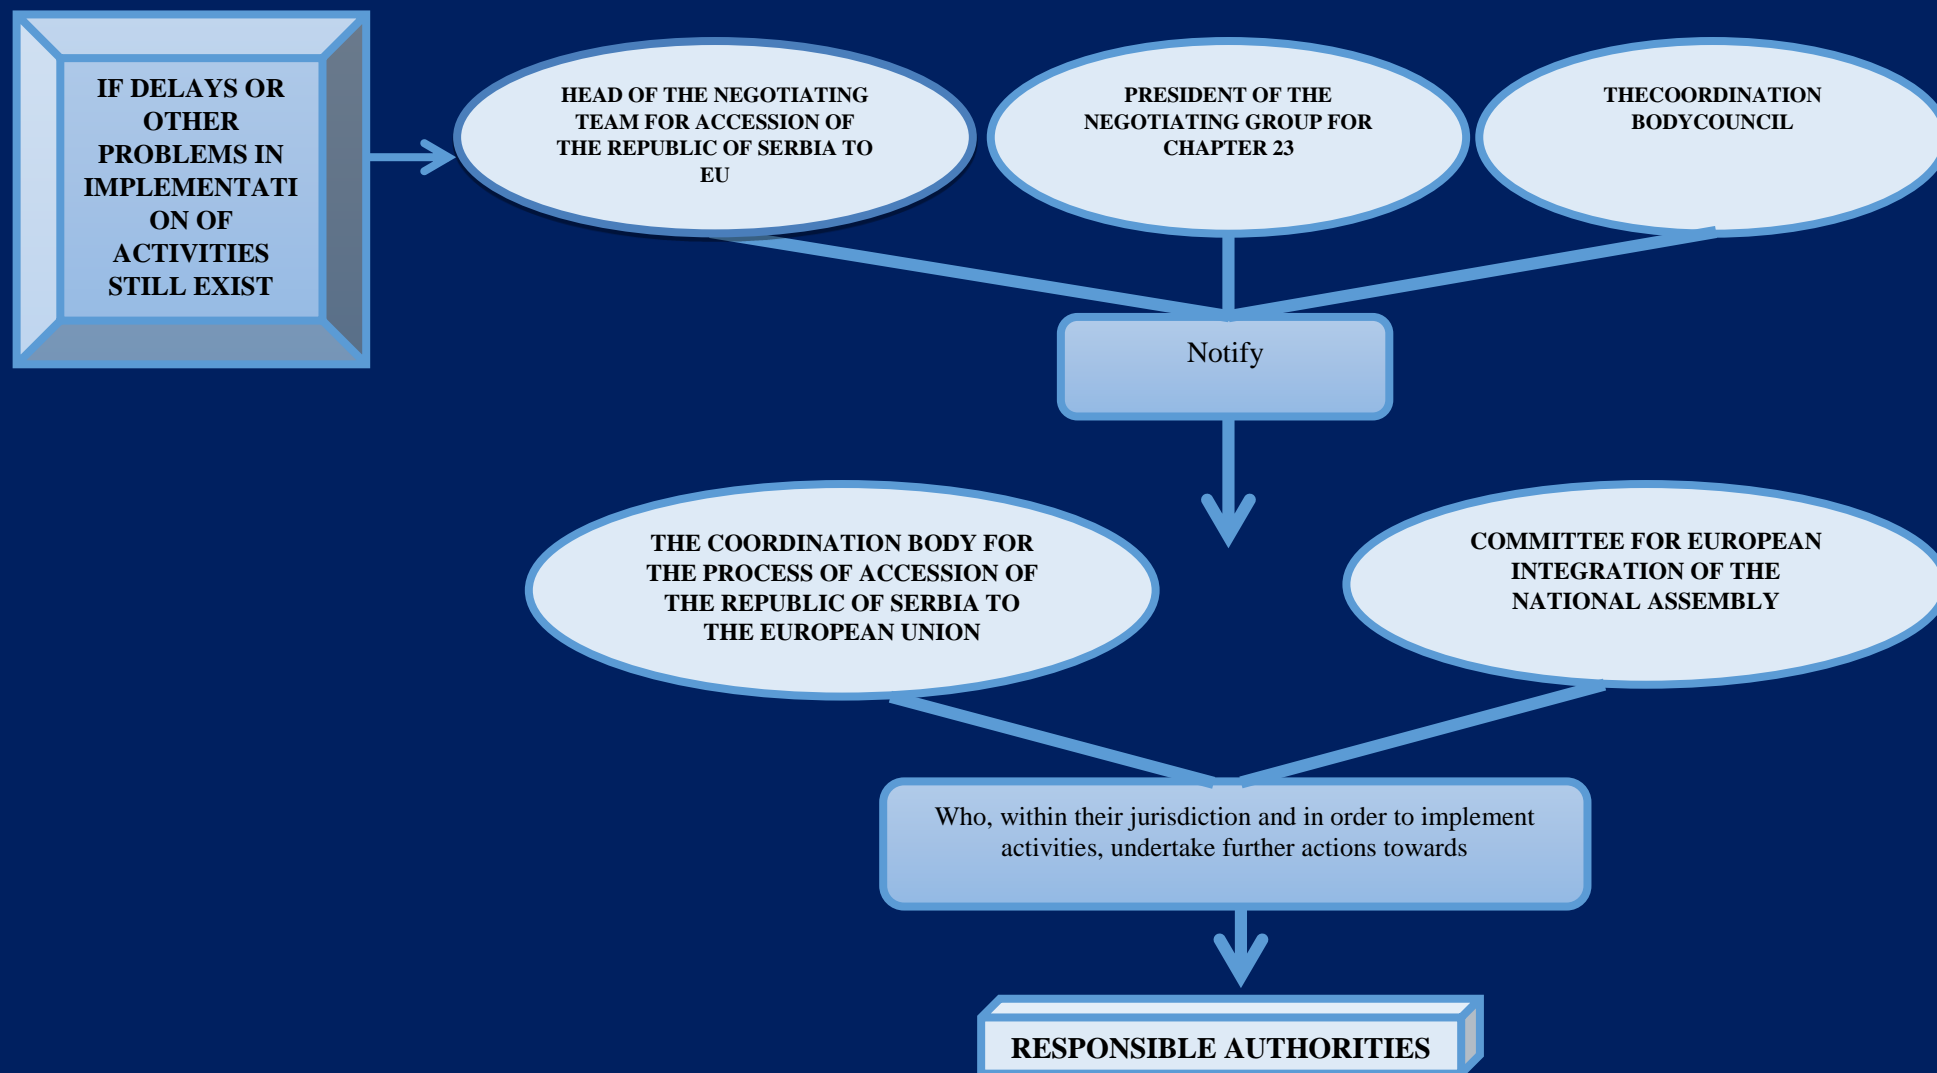 IF DELAYS OR
OTHER
PROBLEMS IN
IMPLEMENTATI
ON OF
ACTIVITIES
STILL EXIST
HEAD OF THE NEGOTIATING
TEAM FOR ACCESSION OF
THE REPUBLIC OF SERBIA TO
EU
PRESIDENT OF THE
NEGOTIATING GROUP FOR
CHAPTER 23
THECOORDINATION
BODYCOUNCIL
Notify
THE COORDINATION BODY FOR
THE PROCESS OF ACCESSION OF
THE REPUBLIC OF SERBIA TO
THE EUROPEAN UNION
COMMITTEE FOR EUROPEAN
INTEGRATION OF THE
NATIONAL ASSEMBLY
Who, within their jurisdiction and in order to implement
activities, undertake further actions towards
RESPONSIBLE AUTHORITIES